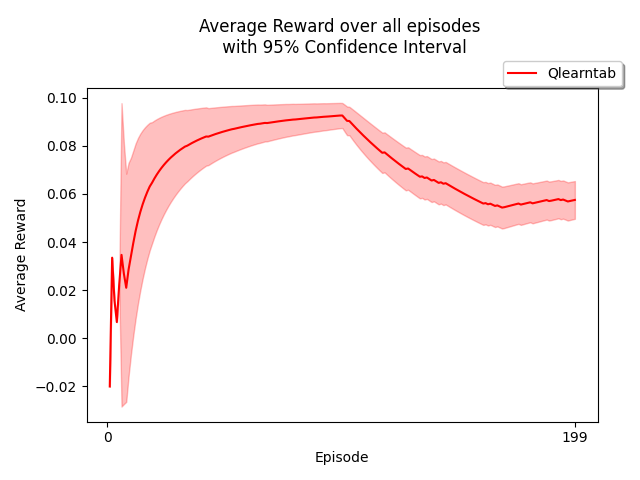 Average Reward over all episodes
with 95% Confidence Interval
Qlearntab
0.10
0.08
0.06
0.04
0.02
0.00
−0.02
Average Reward
0
199
Episode